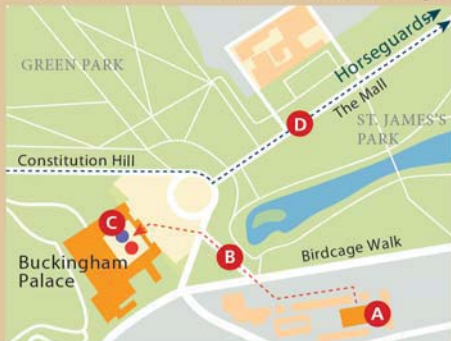 Horseguards
GREEN PARK
The Mall
D
ST. JAMES'S
PARK
Constitution Hill
C
B
Birdcage Walk
Buckingham
Palace
A